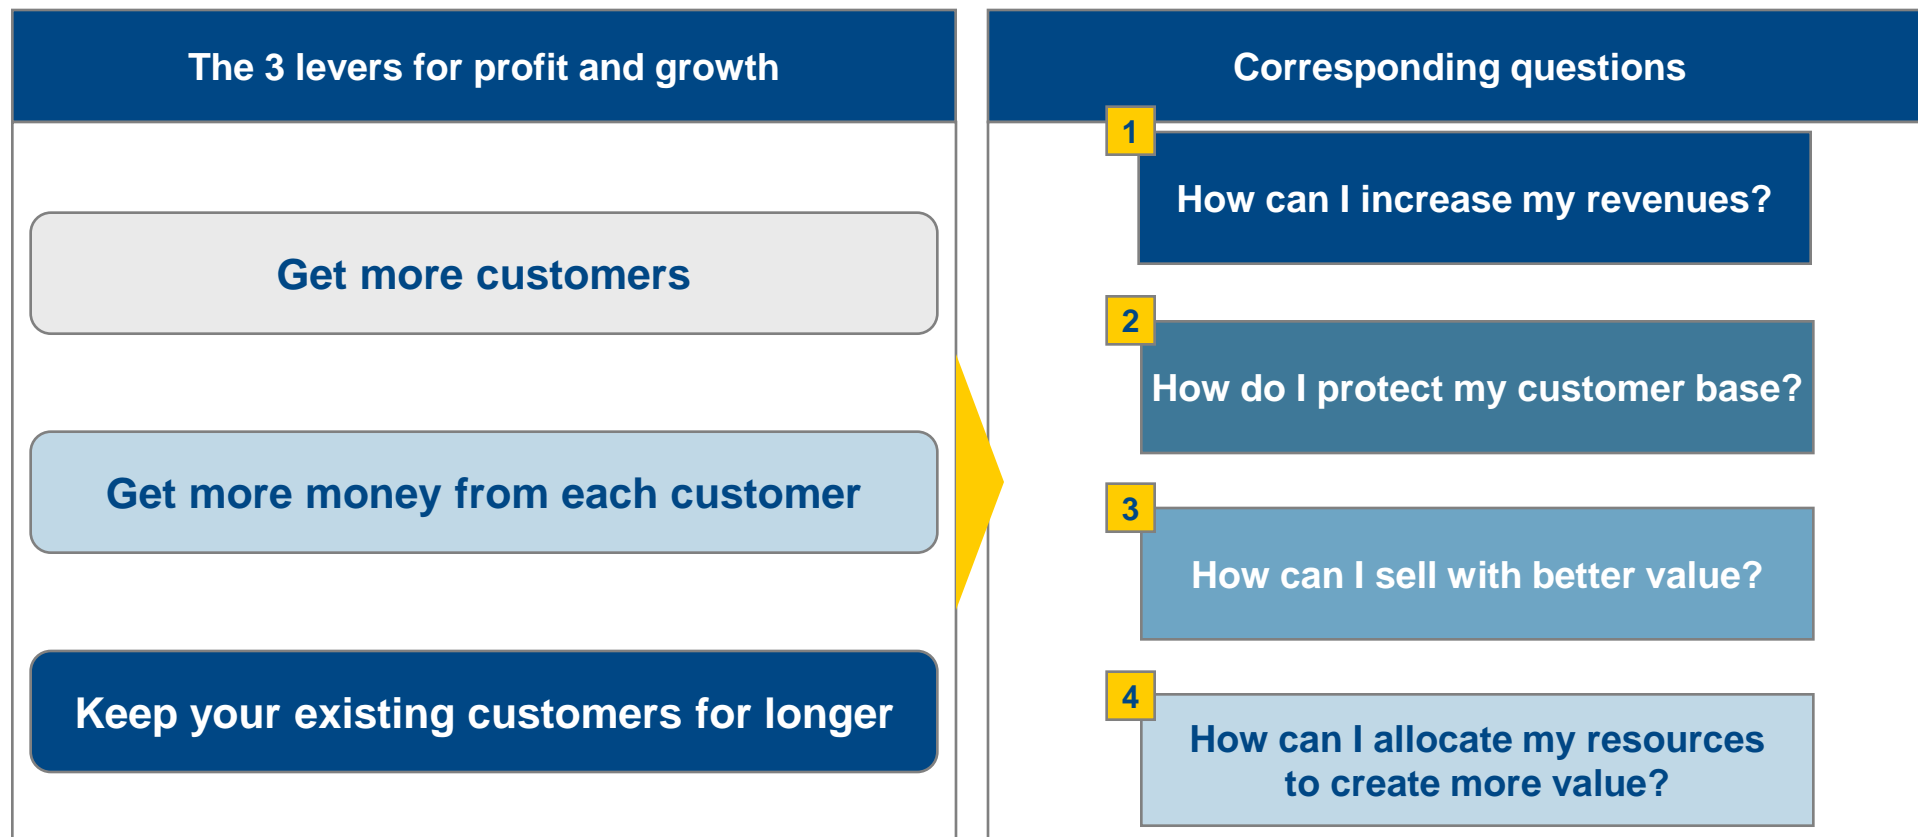 The 3 levers for profit and growth
Get more customers
Get more money from each customer
Keep your existing customers for longer
Corresponding questions
1
How can I increase my revenues?
2
How do I protect my customer base?
3
How can I sell with better value?
4
How can I allocate my resources
to create more value?